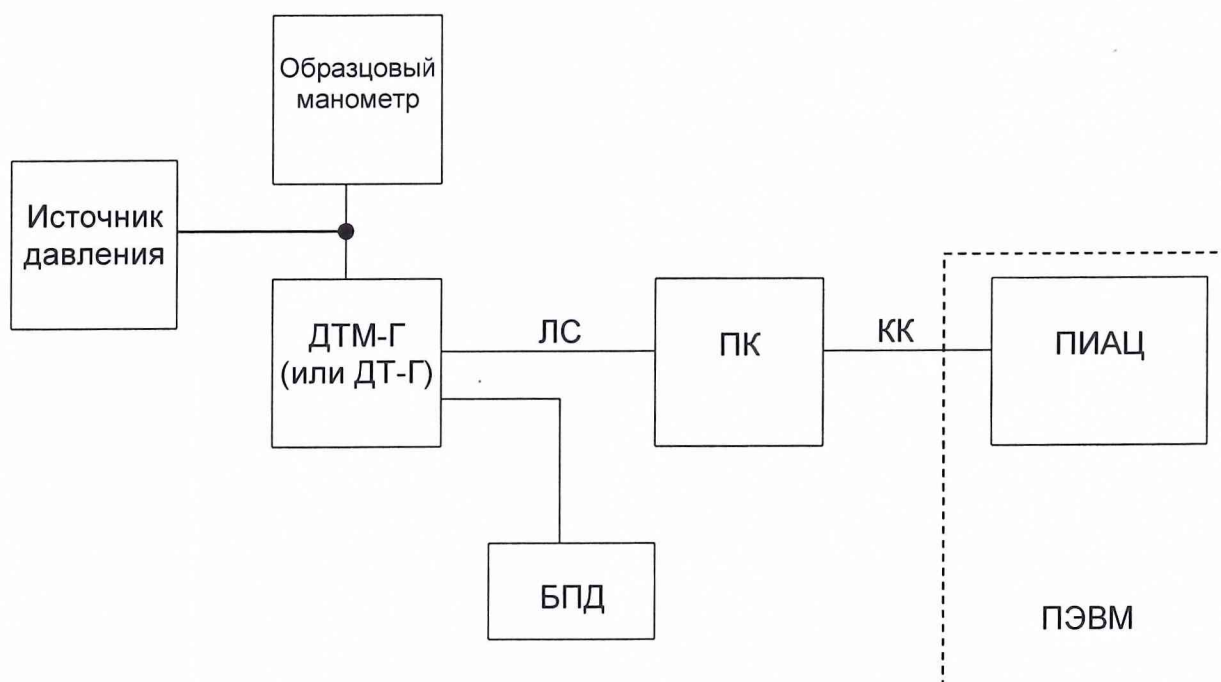 Образцовый
манометр
Источник
давления
ДТМ-Г
(или ДТ-Г)
ЛС
ПК
КК
ПИАЦ
БПД
ПЭВМ